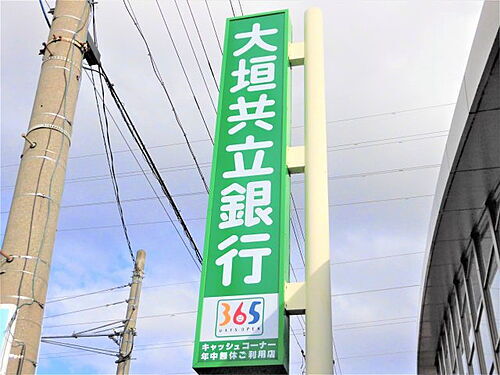 大垣共立銀行
365
DAYS OPEN
キャッシュコーナー
年中無休ご利用店